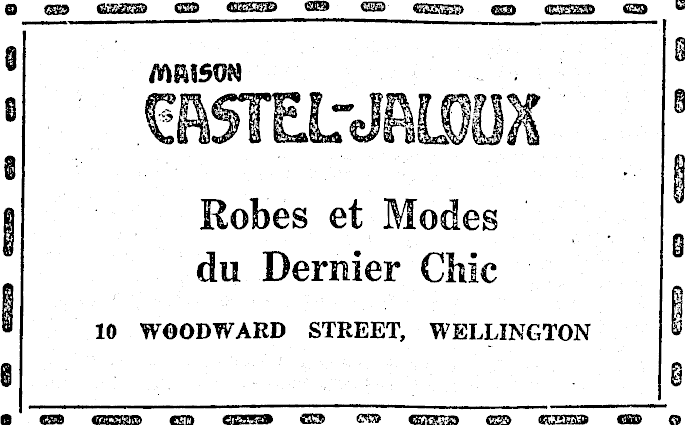 MAISON
CASTEL-JALOUX
Robes et Modes
du Dernier Chic
10 WOODWARD STREET, WELLINGTON